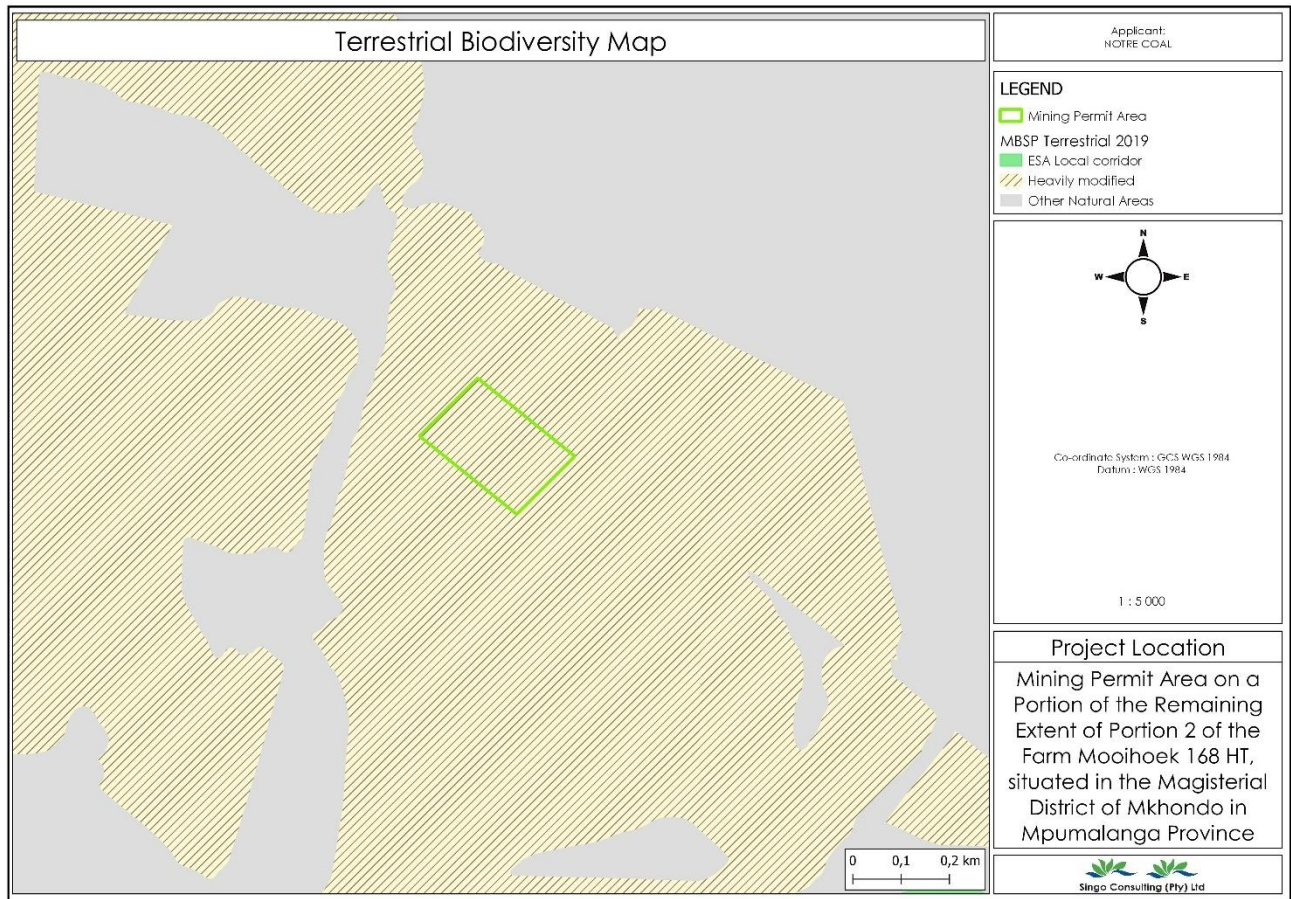 Terrestrial Biodiversity Map
Applicant:
NOTRE COAL
LEGEND
Mining Permit Area
MBSP Terrestrial 2019
ESA Local corridor
Heavily modified
Other Natural Areas
N
W E
S
Co-ordinate System : GCS WGS 1984
Datum : WGS 1984
1 : 5 000
Project Location
Mining Permit Area on a
Portion of the Remaining
Extent of Portion 2 of the
Farm Mooihoek 168 HT,
situated in the Magisterial
District of Mkhondo in
Mpumalanga Province
0 0,1 0,2 km
Singo Consulting (Pty) Ltd